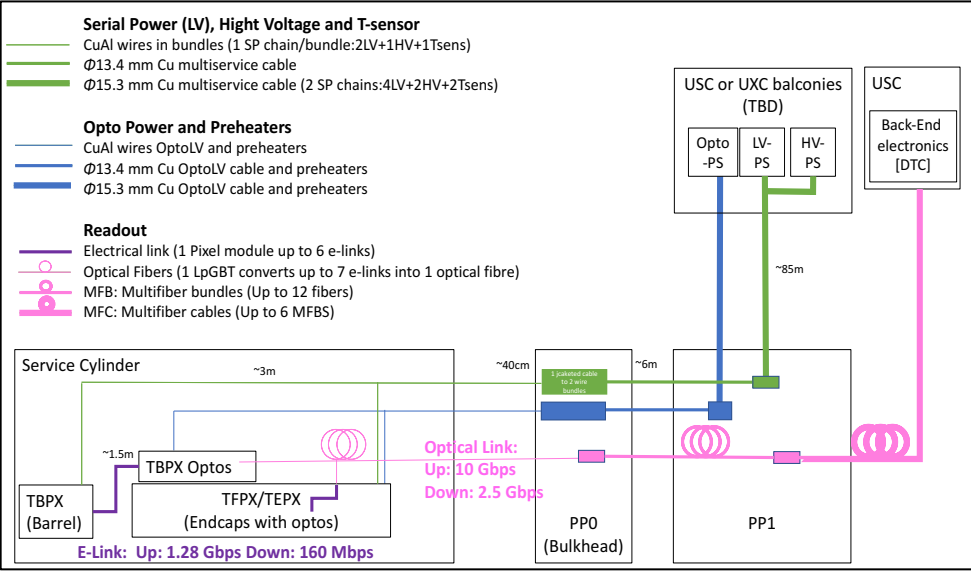 Serial Power (LV), Hight Voltage and T-sensor
CuAl wires in bundles (1 SP chain/bundle:2LV+1HV+1Tsens)
Φ13.4 mm Cu multiservice cable
Φ15.3 mm Cu multiservice cable (2 SP chains:4LV+2HV+2Tsens)
Opto Power and Preheaters
CuAl wires OptoLV and preheaters
Φ13.4 mm Cu OptoLV cable and preheaters
Φ15.3 mm Cu OptoLV cable and preheaters
Readout
Electrical link (1 Pixel module up to 6 e-links)
Optical Fibers (1 LpGBT converts up to 7 e-links into 1 optical fibre)
MFB: Multifiber bundles (Up to 12 fibers)
MFC: Multifiber cables (Up to 6 MFBS)
USC or UXC balconies
(TBD)
Opto
-PS
LV-
PS
HV-
PS
USC
Back-End
electronics
[DTC]
~85m
Service Cylinder
~3m
~40cm
~6m
1 jcaketed cable
to 2 wire
bundles
~1.5m
TBPX Optos
TBPX
(Barrel)
TFPX/TEPX
(Endcaps with optos)
Optical Link:
Up: 10 Gbps
Down: 2.5 Gbps
E-Link: Up: 1.28 Gbps Down: 160 Mbps
PP0
(Bulkhead)
PP1